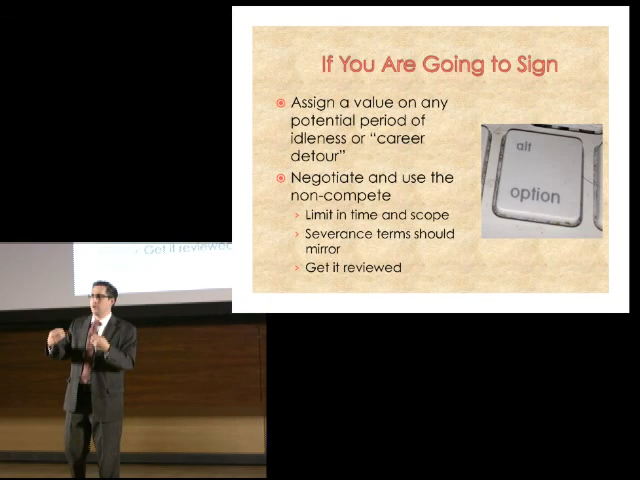 If You Are Going to Sign
Assign a value on any
potential period of
idleness or “career
detour”
Negotiate and use the
non-compete
Limit in time and scope
Severance terms should
mirror
Get it reviewed
alt
option
Get it reviewed